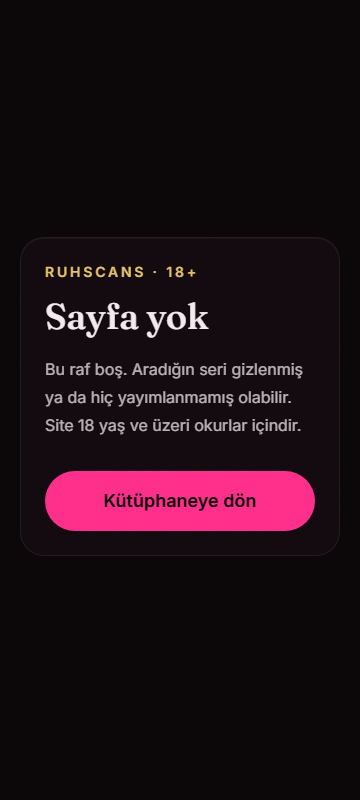 RUHSCANS · 18+
Sayfa yok
Bu raf boş. Aradığın seri gizlenmiş
ya da hiç yayımlanmamış olabilir.
Site 18 yaş ve üzeri okurlar içindir.
Kütüphaneye dön